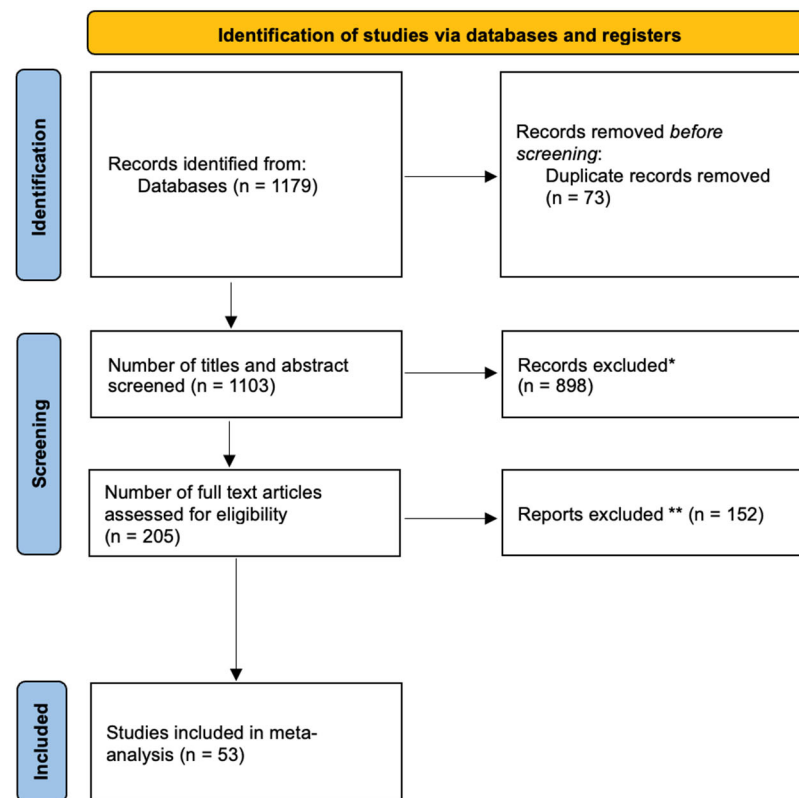 Identification of studies via databases and registers
Identification
Records identified from:
Databases (n = 1179)
Records removed before
screening:
Duplicate records removed
(n = 73)
Screening
Number of titles and abstract
screened (n = 1103)
Records excluded*
(n = 898)
Number of full text articles
assessed for eligibility
(n = 205)
Reports excluded ** (n = 152)
Included
Studies included in meta-
analysis (n = 53)